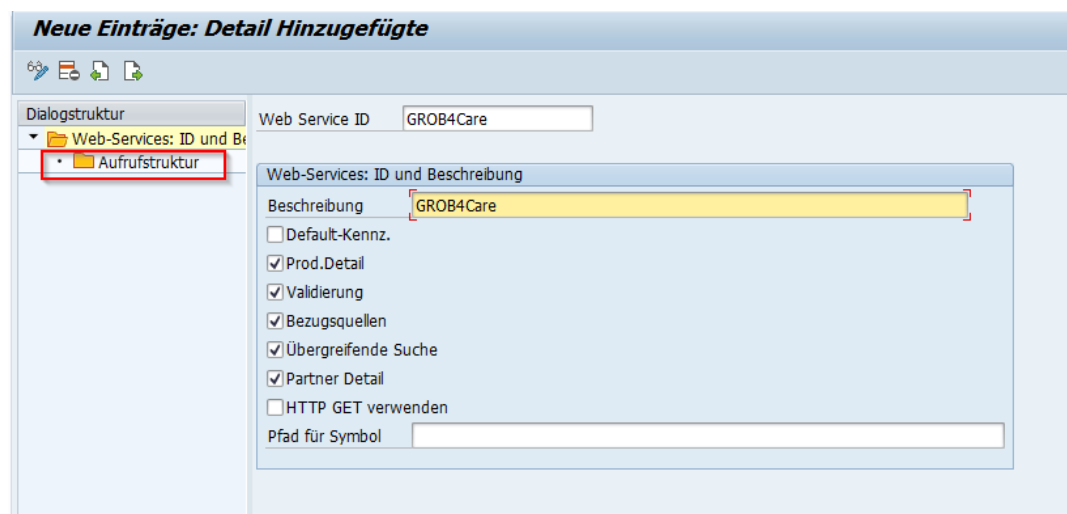 Neue Einträge: Detail Hinzugefügte
Dialogstruktur
Web-Services: ID und Be
Aufrufstruktur
Web Service ID GROB4Care
Web-Services: ID und Beschreibung
Beschreibung GROB4Care
Default-Kennz.
Prod.Detail
Validierung
Bezugsquellen
Übergreifende Suche
Partner Detail
HTTP GET verwenden
Pfad für Symbol